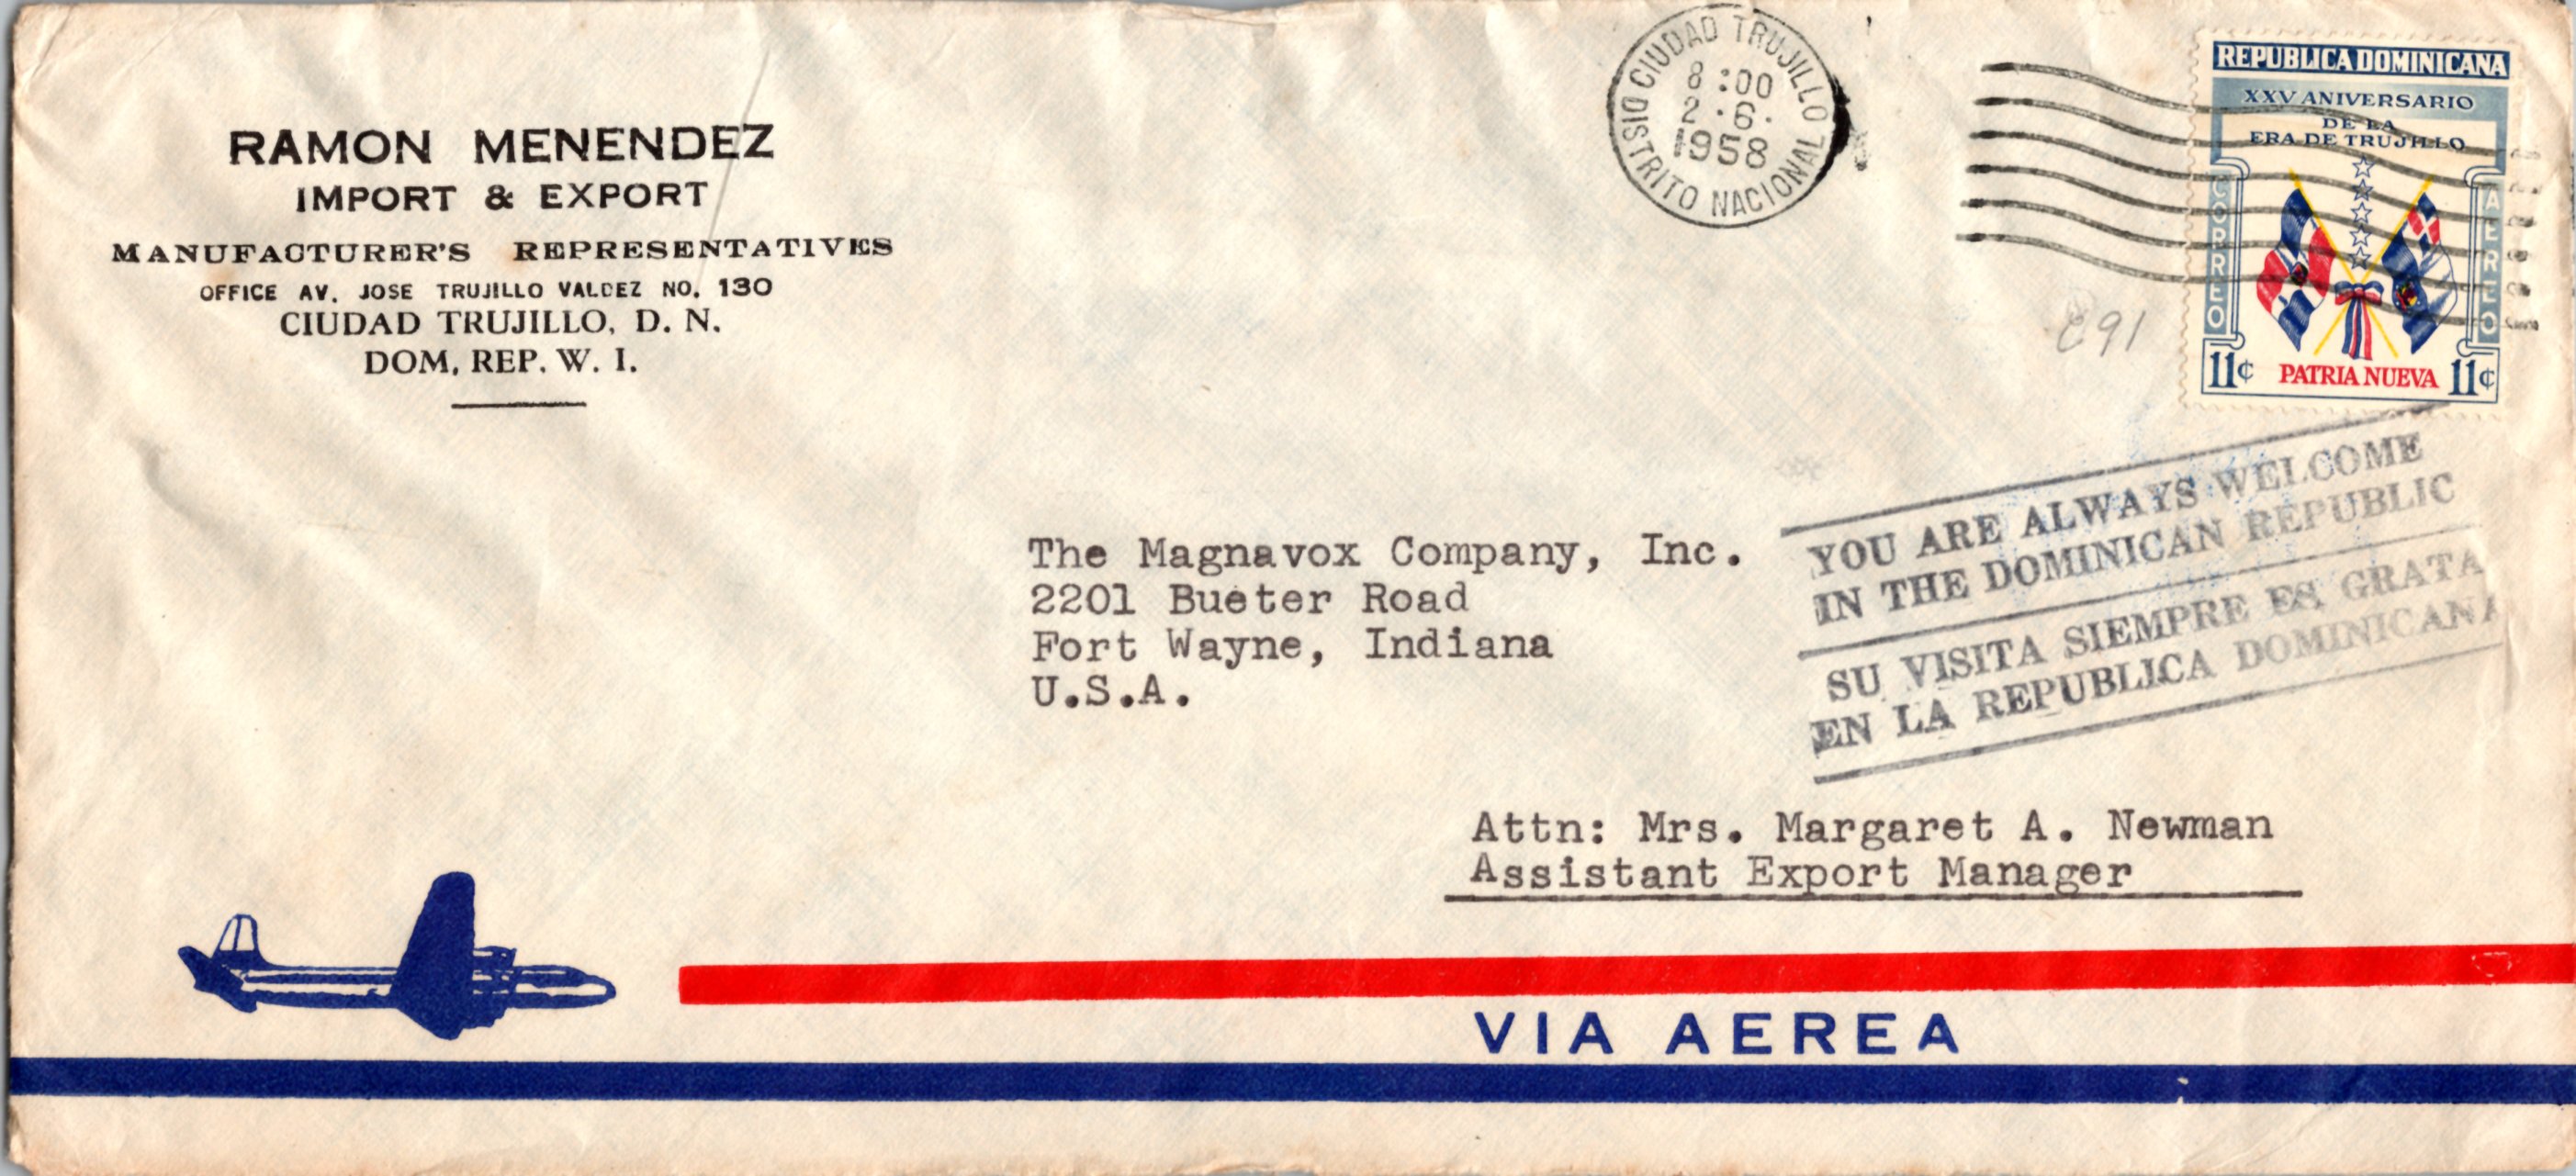 RAMON MENENDEZ
IMPORT & EXPORT
MANUFACTURER'S REPRESENTATIVES
OFFICE AV. JOSE TRUJILLO VALDEZ NO. 130
CIUDAD TRUJILLO, D. N.
DOM, REP. W. I.
CIUDAD TRUJILLO
8:00
2.6.
1958
DISTRITO NACIONAL
REPUBLICA DOMINICANA
XXV ANIVERSARIO
DE LA
ERA DE TRUJILLO
CORREO
AEREO
11¢ PATRIA NUEVA 11¢
C91
YOU ARE ALWAYS WELCOME
IN THE DOMINICAN REPUBLIC
SU VISITA SIEMPRE ES GRATA
EN LA REPUBLICA DOMINICANA
The Magnavox Company, Inc.
2201 Bueter Road
Fort Wayne, Indiana
U.S.A.
Attn: Mrs. Margaret A. Newman
Assistant Export Manager
VIA AEREA